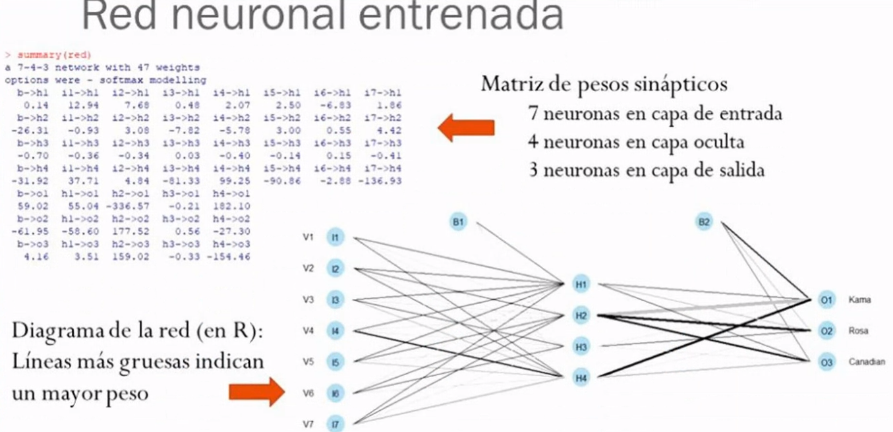 Red neuronal entrenada
> summary(red)
a 7-4-3 network with 47 weights
options were - softmax modelling
b->h1 i1->h1 i2->h1 i3->h1 i4->h1 i5->h1 i6->h1 i7->h1
0.14 12.94 7.68 0.48 2.07 2.50 -6.83 1.86
b->h2 i1->h2 i2->h2 i3->h2 i4->h2 i5->h2 i6->h2 i7->h2
-26.31 -0.93 3.08 -7.82 -5.78 3.00 0.55 4.42
b->h3 i1->h3 i2->h3 i3->h3 i4->h3 i5->h3 i6->h3 i7->h3
-0.70 -0.36 -0.34 0.03 -0.40 -0.14 0.15 -0.41
b->h4 i1->h4 i2->h4 i3->h4 i4->h4 i5->h4 i6->h4 i7->h4
-31.92 37.71 4.84 -81.33 99.25 -90.86 -2.88 -136.93
b->o1 h1->o1 h2->o1 h3->o1 h4->o1
59.02 55.04 -336.57 -0.21 182.10
b->o2 h1->o2 h2->o2 h3->o2 h4->o2
-61.95 -58.60 177.52 0.56 -27.30
b->o3 h1->o3 h2->o3 h3->o3 h4->o3
4.16 3.51 159.02 -0.33 -154.46
Matriz de pesos sinápticos
7 neuronas en capa de entrada
4 neuronas en capa oculta
3 neuronas en capa de salida
Diagrama de la red (en R):
Líneas más gruesas indican
un mayor peso
B1
B2
V1 I1
V2 I2
V3 I3
V4 I4
V5 I5
V6 I6
V7 I7
H1
H2
H3
H4
O1 Kama
O2 Rosa
O3 Canadian